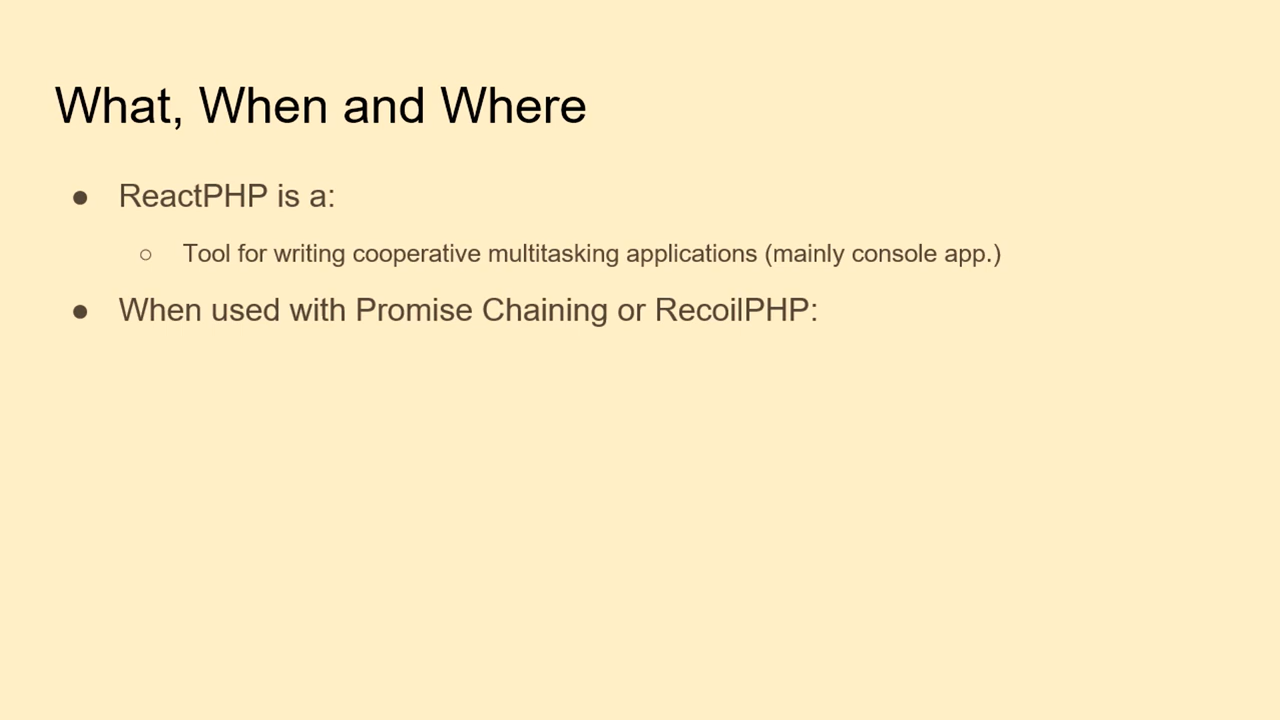 What, When and Where
● ReactPHP is a:
○ Tool for writing cooperative multitasking applications (mainly console app.)
● When used with Promise Chaining or RecoilPHP: